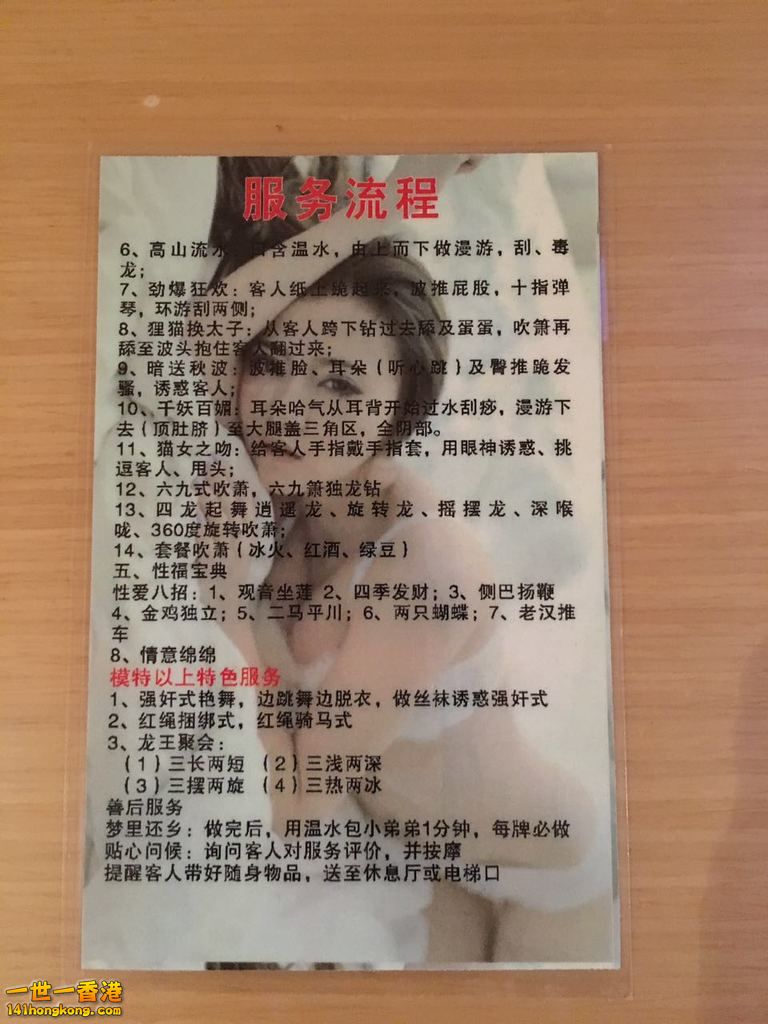 服务流程
6、高山流水，口含温水，由上而下做漫游，刮、毒
龙；
7、劲爆狂欢：客人纸上跪起来，波推屁股，十指弹
琴，环游刮两侧；
8、狸猫换太子：从客人跨下钻过去舔及蛋蛋，吹箫再
舔至波头抱住客人翻过来；
9、暗送秋波：波推脸、耳朵（听心跳）及臀推跪发
骚，诱惑客人；
10、千妖百媚：耳朵哈气从耳背开始过水刮痧，漫游下
去（顶肚脐）至大腿盖三角区，全阴部。
11、猫女之吻：给客人手指戴手指套，用眼神诱惑、挑
逗客人、甩头；
12、六九式吹萧，六九箫独龙钻
13、四龙起舞逍遥龙、旋转龙、摇摆龙、深喉
咙、360度旋转吹萧；
14、套餐吹萧（冰火、红酒、绿豆）
五、性福宝典
性爱八招：1、观音坐莲 2、四季发财；3、侧巴扬鞭
4、金鸡独立；5、二马平川；6、两只蝴蝶；7、老汉推
车
8、情意绵绵
模特以上特色服务
1、强奸式艳舞，边跳舞边脱衣，做丝袜诱惑强奸式
2、红绳捆绑式，红绳骑马式
3、龙王聚会：
（1）三长两短 （2）三浅两深
（3）三摆两旋 （4）三热两冰
善后服务
梦里还乡：做完后，用温水包小弟弟1分钟，每牌必做
贴心问候：询问客人对服务评价，并按摩
提醒客人带好随身物品，送至休息厅或电梯口
一世一香港
141hongkong.com